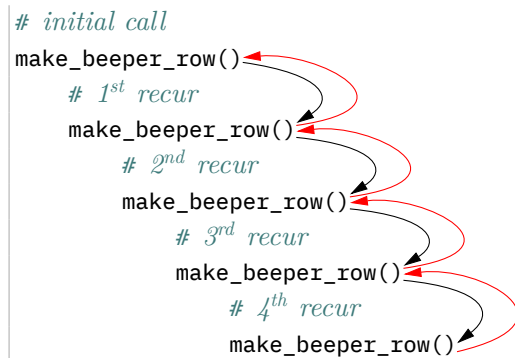 # initial call
make_beeper_row()
# 1st recur
make_beeper_row()
# 2nd recur
make_beeper_row()
# 3rd recur
make_beeper_row()
# 4th recur
make_beeper_row()